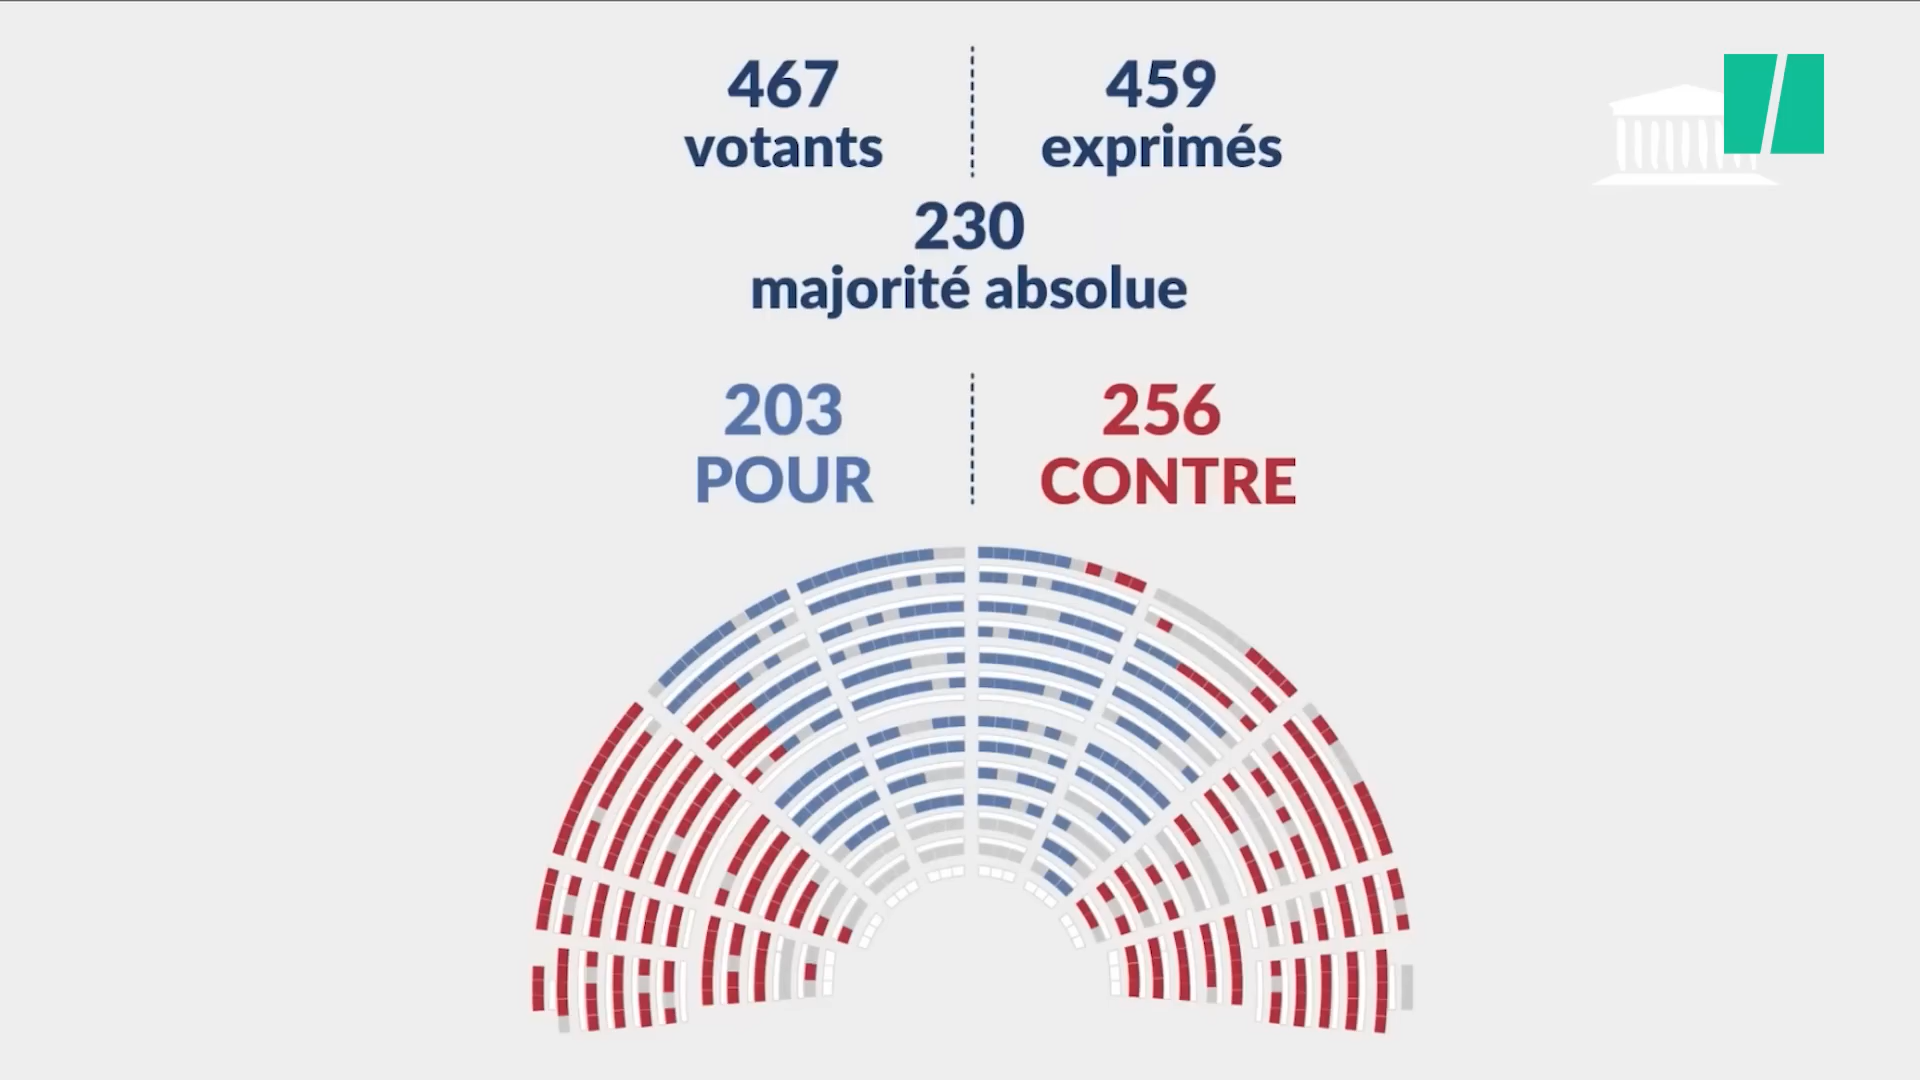 467
votants
459
exprimés
230
majorité absolue
203
POUR
256
CONTRE